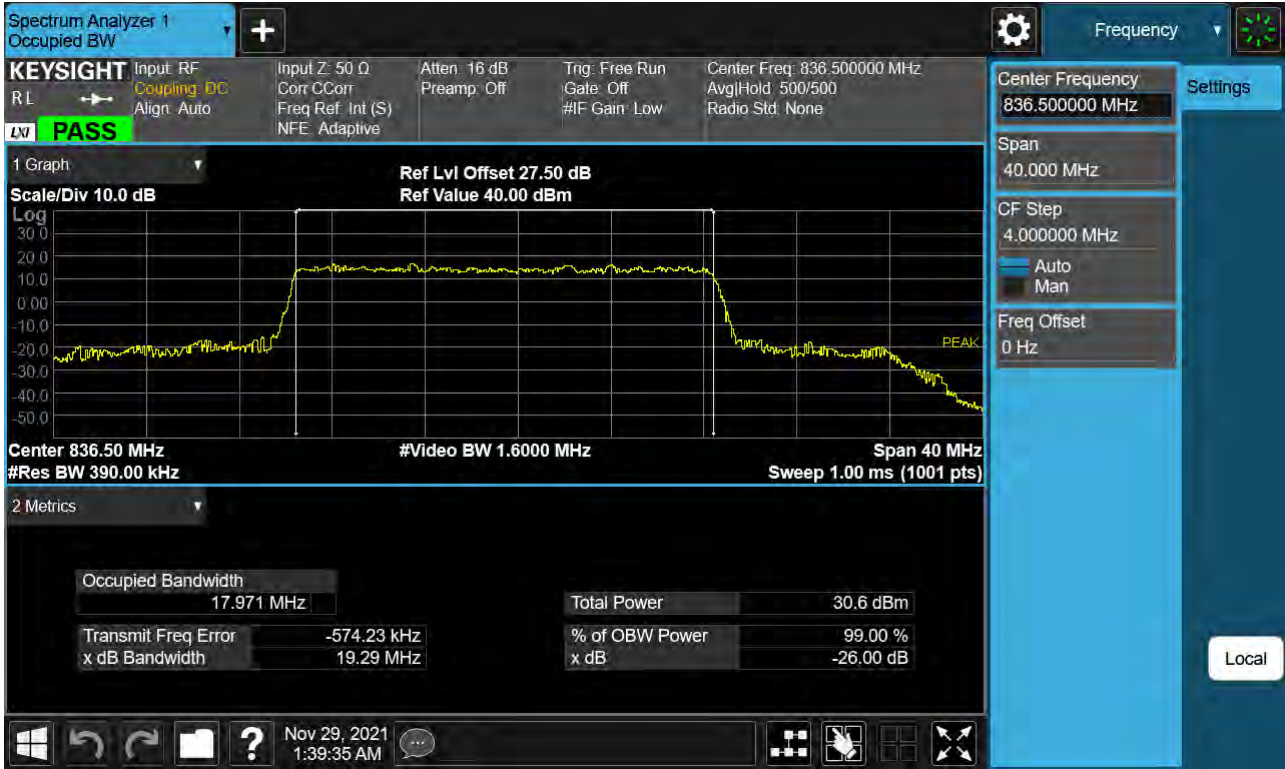 Spectrum Analyzer 1
Occupied BW
Frequency
KEYSIGHT
RL
LXI PASS
Input: RF
Coupling: DC
Align: Auto
Input Z: 50 Ω
Corr CCorr
Freq Ref: Int (S)
NFE: Adaptive
Atten: 16 dB
Preamp: Off
Trig: Free Run
Gate: Off
#IF Gain: Low
Center Freq: 836.500000 MHz
Avg|Hold: 500/500
Radio Std: None
Center Frequency
836.500000 MHz
Settings
Span
40.000 MHz
CF Step
4.000000 MHz
Auto
Man
Freq Offset
0 Hz
1 Graph
Scale/Div 10.0 dB
Ref Lvl Offset 27.50 dB
Ref Value 40.00 dBm
Log
30.0
20.0
10.0
0.00
-10.0
-20.0
-30.0
-40.0
-50.0
PEAK
Center 836.50 MHz
#Video BW 1.6000 MHz
Span 40 MHz
#Res BW 390.00 kHz
Sweep 1.00 ms (1001 pts)
2 Metrics
Occupied Bandwidth
17.971 MHz
Total Power 30.6 dBm
Transmit Freq Error -574.23 kHz
% of OBW Power 99.00 %
x dB Bandwidth 19.29 MHz
x dB -26.00 dB
Local
?
Nov 29, 2021
1:39:35 AM